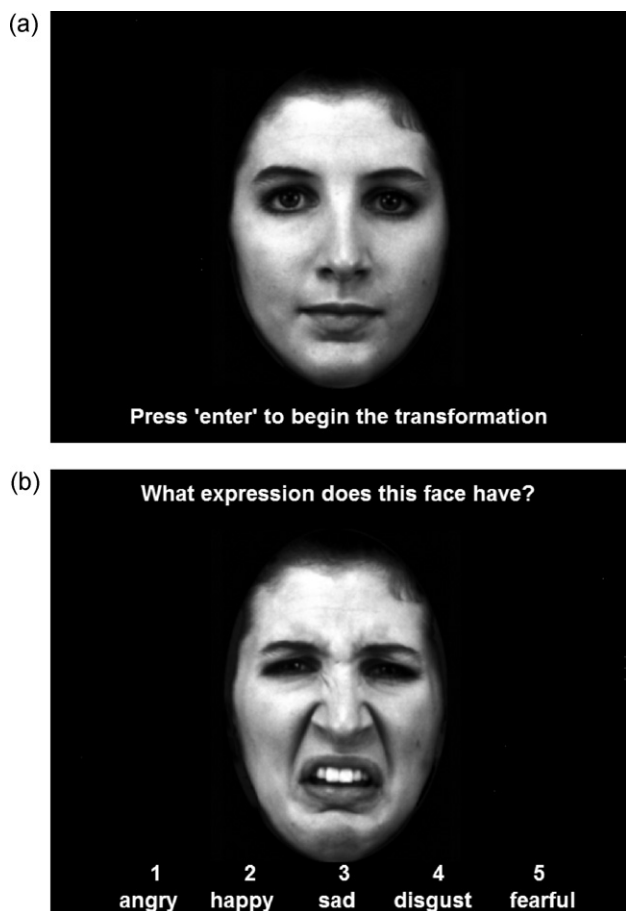 (a)
Press 'enter' to begin the transformation
(b)
What expression does this face have?
1 2 3 4 5
angry happy sad disgust fearful